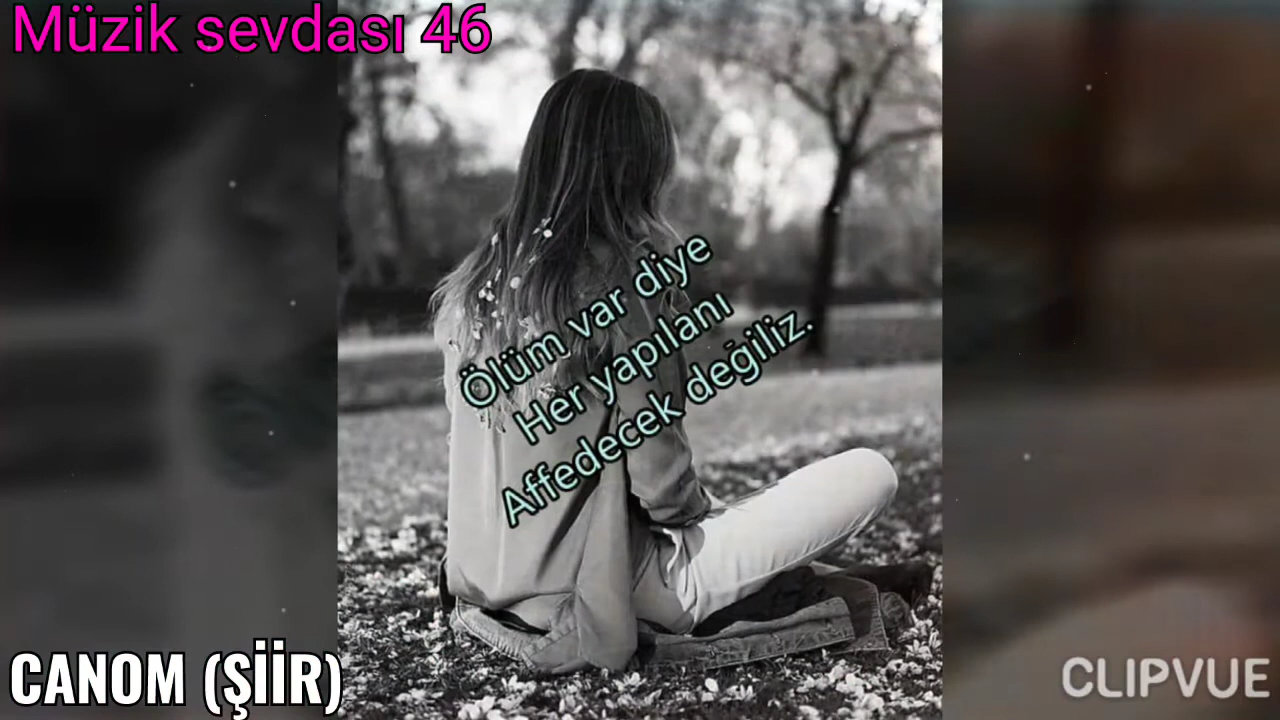 Müzik sevdası 46
Ölüm var diye
Her yapılanı
Affedecek değiliz.
CANOM (ŞİİR)
CLIPVUE